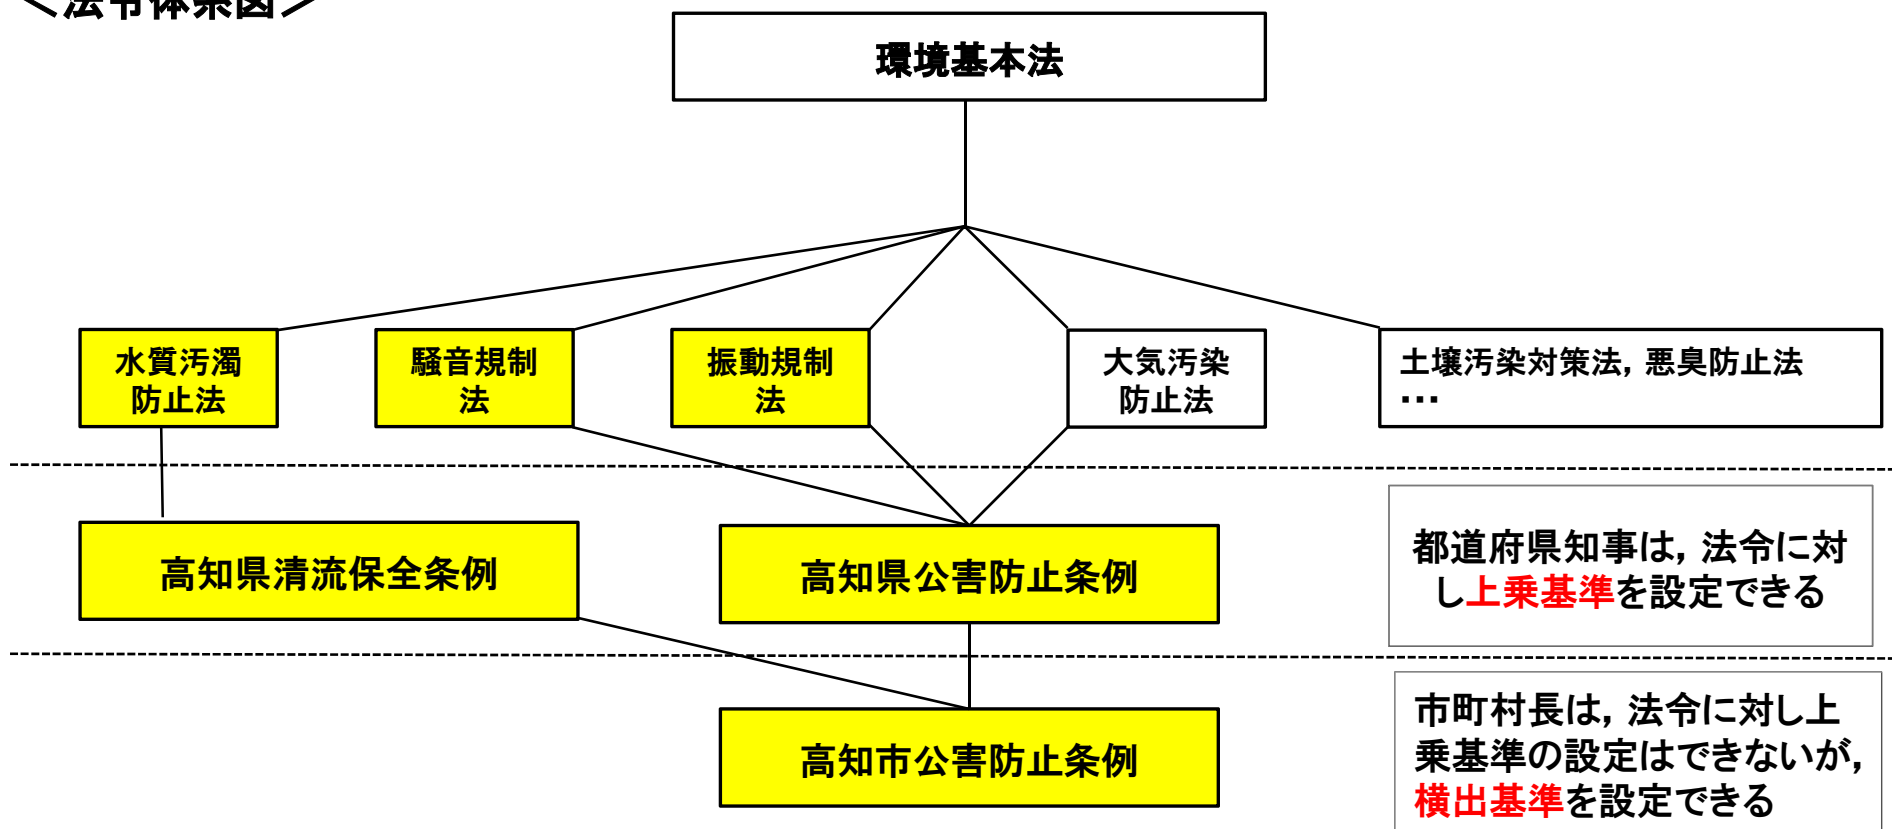 ＜法令体系図＞
環境基本法
水質汚濁
防止法
騒音規制
法
振動規制
法
大気汚染
防止法
土壌汚染対策法，悪臭防止法
…
高知県清流保全条例
高知県公害防止条例
都道府県知事は，法令に対
し上乗基準を設定できる
高知市公害防止条例
市町村長は，法令に対し上
乗基準の設定はできないが，
横出基準を設定できる